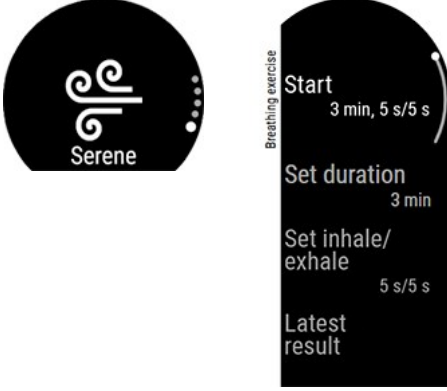 Serene
Breathing exercise
Start
3 min, 5 s/5 s
Set duration
3 min
Set inhale/
exhale
5 s/5 s
Latest
result